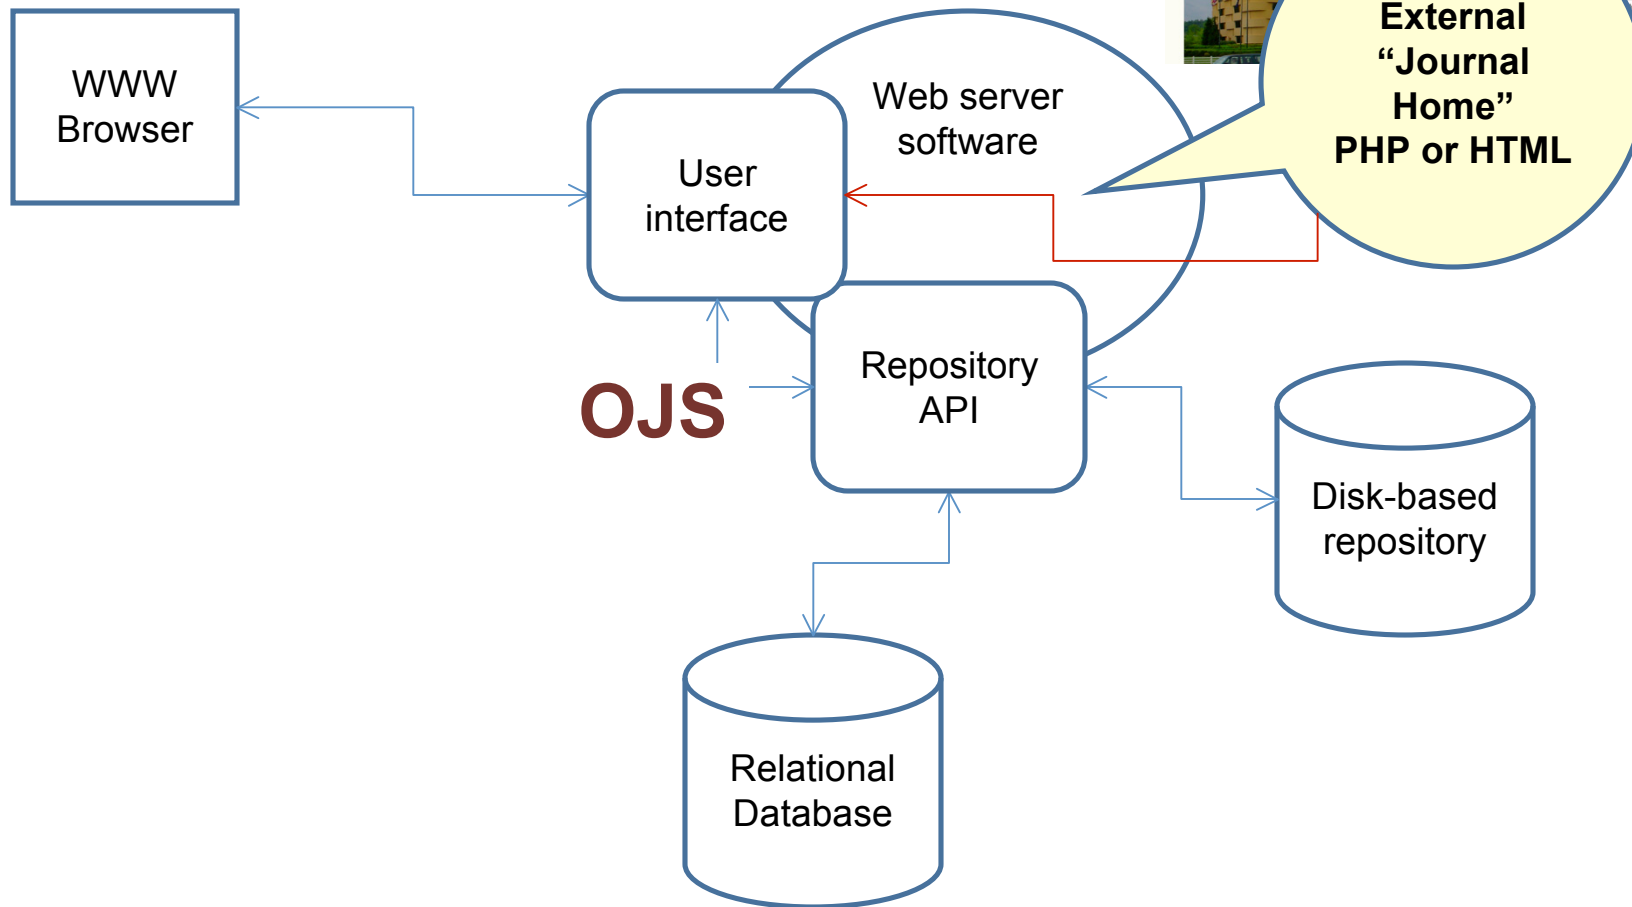 External
“Journal
Home”
PHP or HTML
WWW
Browser
Web server
software
User
interface
OJS
Repository
API
Disk-based
repository
Relational
Database